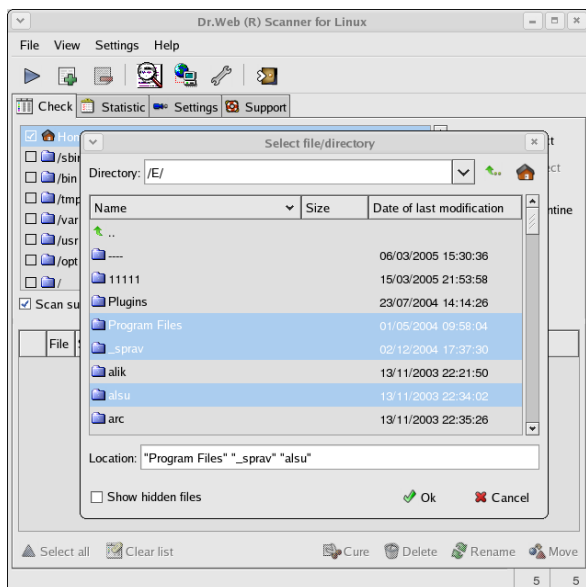 Dr.Web (R) Scanner for Linux
File View Settings Help
Check Statistic Settings Support
/bin
/opt
/
Select file/directory
Directory: /E/
Name Size Date of last modification
..
---- 06/03/2005 15:30:36
11111 15/03/2005 21:53:58
Plugins 23/07/2004 14:14:26
Program Files 01/05/2004 09:58:04
_sprav 02/12/2004 17:37:30
alik 13/11/2003 22:21:50
alsu 13/11/2003 22:34:02
arc 13/11/2003 22:35:26
Location: "Program Files" "_sprav" "alsu"
Show hidden files Ok Cancel
/tmp
/var
/usr
Scan
File
Select all Clear list Cure Delete Rename Move
5 5